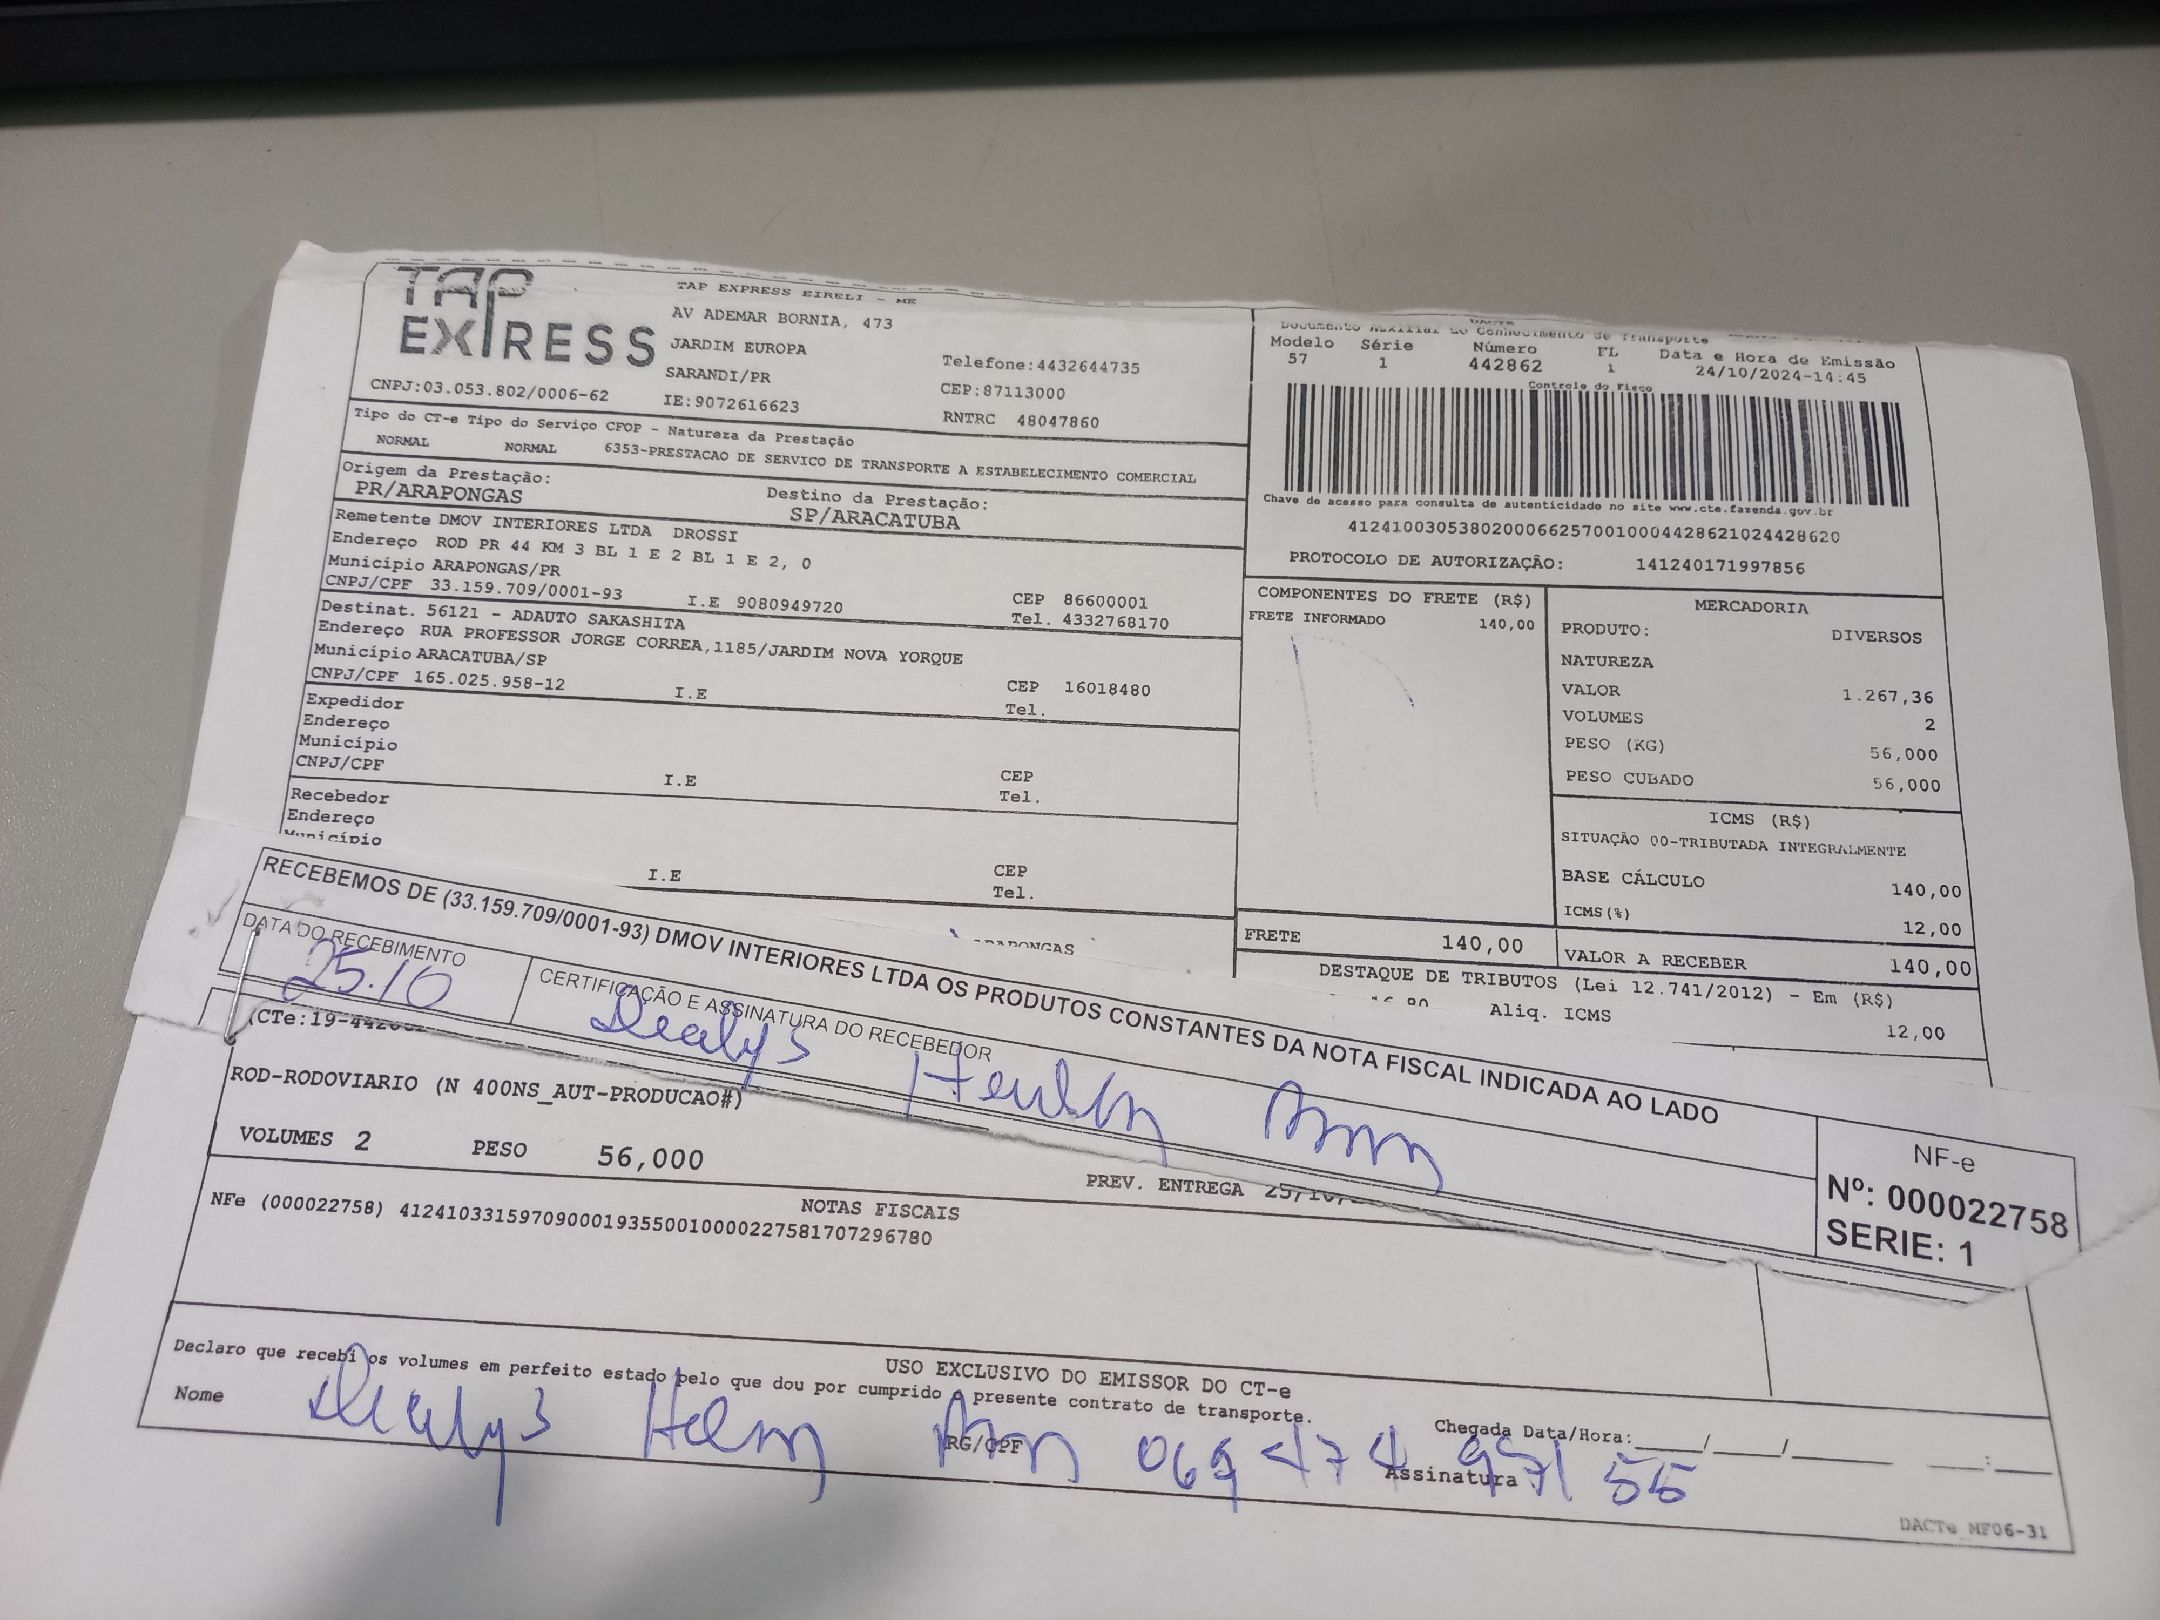 TAP EXPRESS
TAP EXPRESS EIRELI - ME
AV ADEMAR BORNIA, 473
JARDIM EUROPA
SARANDI/PR
Telefone:4432644735
CNPJ:03.053.802/0006-62
IE:9072616623
CEP:87113000
RNTRC 48047860
Tipo do CT-e Tipo do Serviço CFOP - Natureza da Prestação
NORMAL NORMAL 6353-PRESTACAO DE SERVICO DE TRANSPORTE A ESTABELECIMENTO COMERCIAL
Origem da Prestação: Destino da Prestação:
PR/ARAPONGAS SP/ARACATUBA
Remetente DMOV INTERIORES LTDA DROSSI
Endereço ROD PR 44 KM 3 BL 1 E 2 BL 1 E 2, 0
Município ARAPONGAS/PR CEP 86600001
CNPJ/CPF 33.159.709/0001-93 I.E 9080949720 Tel. 4332768170
Destinat. 56121 - ADAUTO SAKASHITA
Endereço RUA PROFESSOR JORGE CORREA,1185/JARDIM NOVA YORQUE
Município ARACATUBA/SP CEP 16018480
CNPJ/CPF 165.025.958-12 I.E Tel.
Expedidor
Endereço
Município CEP
CNPJ/CPF I.E Tel.
Recebedor
Endereço
Município CEP
I.E Tel.
ARAPONGAS
DACTE
Documento Auxiliar do Conhecimento de Transporte
Modelo Série Número FL Data e Hora de Emissão
57 1 442862 1 24/10/2024-14:45
Controle do Fisco
Chave de acesso para consulta de autenticidade no site www.cte.fazenda.gov.br
41241003053802000662570010004428621024428620
PROTOCOLO DE AUTORIZAÇÃO: 141240171997856
COMPONENTES DO FRETE (R$)
FRETE INFORMADO 140,00
FRETE 140,00
MERCADORIA
PRODUTO: DIVERSOS
NATUREZA
VALOR 1.267,36
VOLUMES 2
PESO (KG) 56,000
PESO CUBADO 56,000
ICMS (R$)
SITUAÇÃO 00-TRIBUTADA INTEGRALMENTE
BASE CÁLCULO 140,00
ICMS(%) 12,00
VALOR A RECEBER 140,00
DESTAQUE DE TRIBUTOS (Lei 12.741/2012) - Em (R$)
Aliq. ICMS 12,00
RECEBEMOS DE (33.159.709/0001-93) DMOV INTERIORES LTDA OS PRODUTOS CONSTANTES DA NOTA FISCAL INDICADA AO LADO
DATA DO RECEBIMENTO
25.10
CERTIFICAÇÃO E ASSINATURA DO RECEBEDOR
NF-e
Nº: 000022758
SERIE: 1
ROD-RODOVIARIO (N 400NS_AUT-PRODUCAO#)
VOLUMES 2 PESO 56,000 PREV. ENTREGA
NOTAS FISCAIS
NFe (000022758) 41241033159709000193550010000227581707296780
USO EXCLUSIVO DO EMISSOR DO CT-e
Declaro que recebi os volumes em perfeito estado pelo que dou por cumprido o presente contrato de transporte.
Chegada Data/Hora:____/____/______ ____:____
Nome RG/CPF Assinatura
DACTe MF06-31